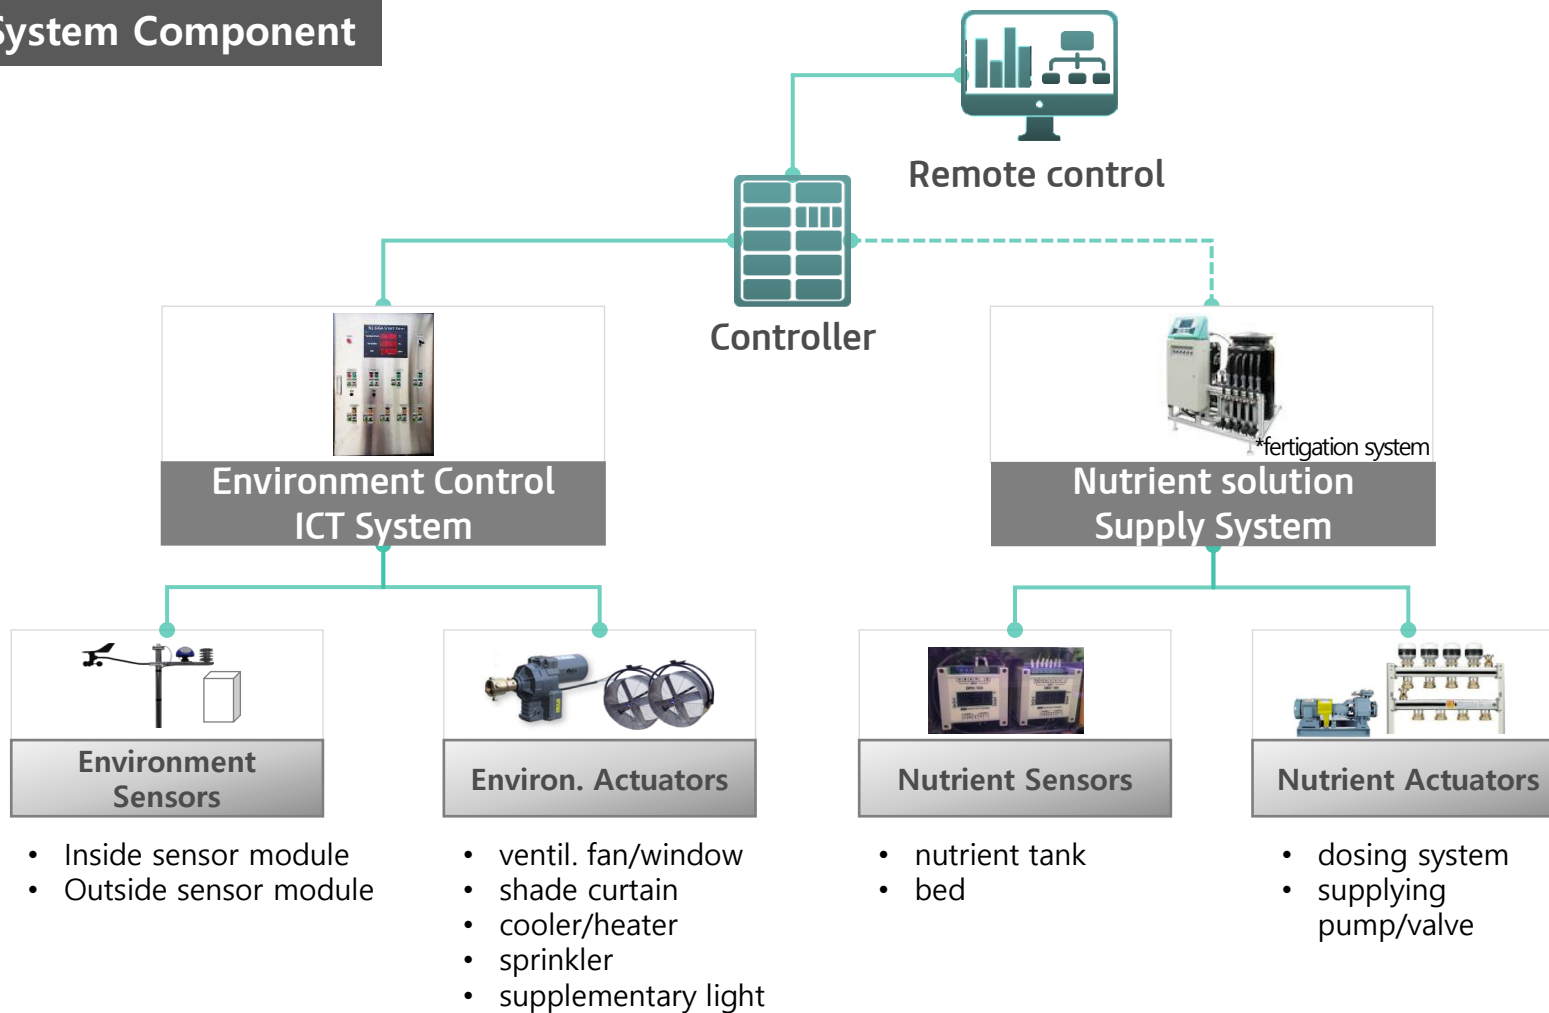 System Component
Remote control
Controller
*fertigation system
Environment Control
ICT System
Nutrient solution
Supply System
Environment
Sensors
Environ. Actuators
Nutrient Sensors
Nutrient Actuators
• Inside sensor module
• Outside sensor module
• ventil. fan/window
• shade curtain
• cooler/heater
• sprinkler
• supplementary light
• nutrient tank
• bed
• dosing system
• supplying
pump/valve